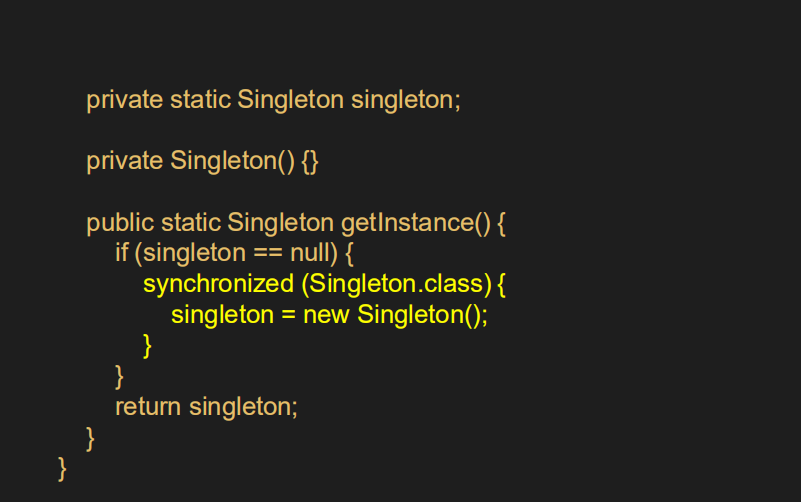 private static Singleton singleton;
private Singleton() {}
public static Singleton getInstance() {
if (singleton == null) {
synchronized (Singleton.class) {
singleton = new Singleton();
}
}
return singleton;
}
}